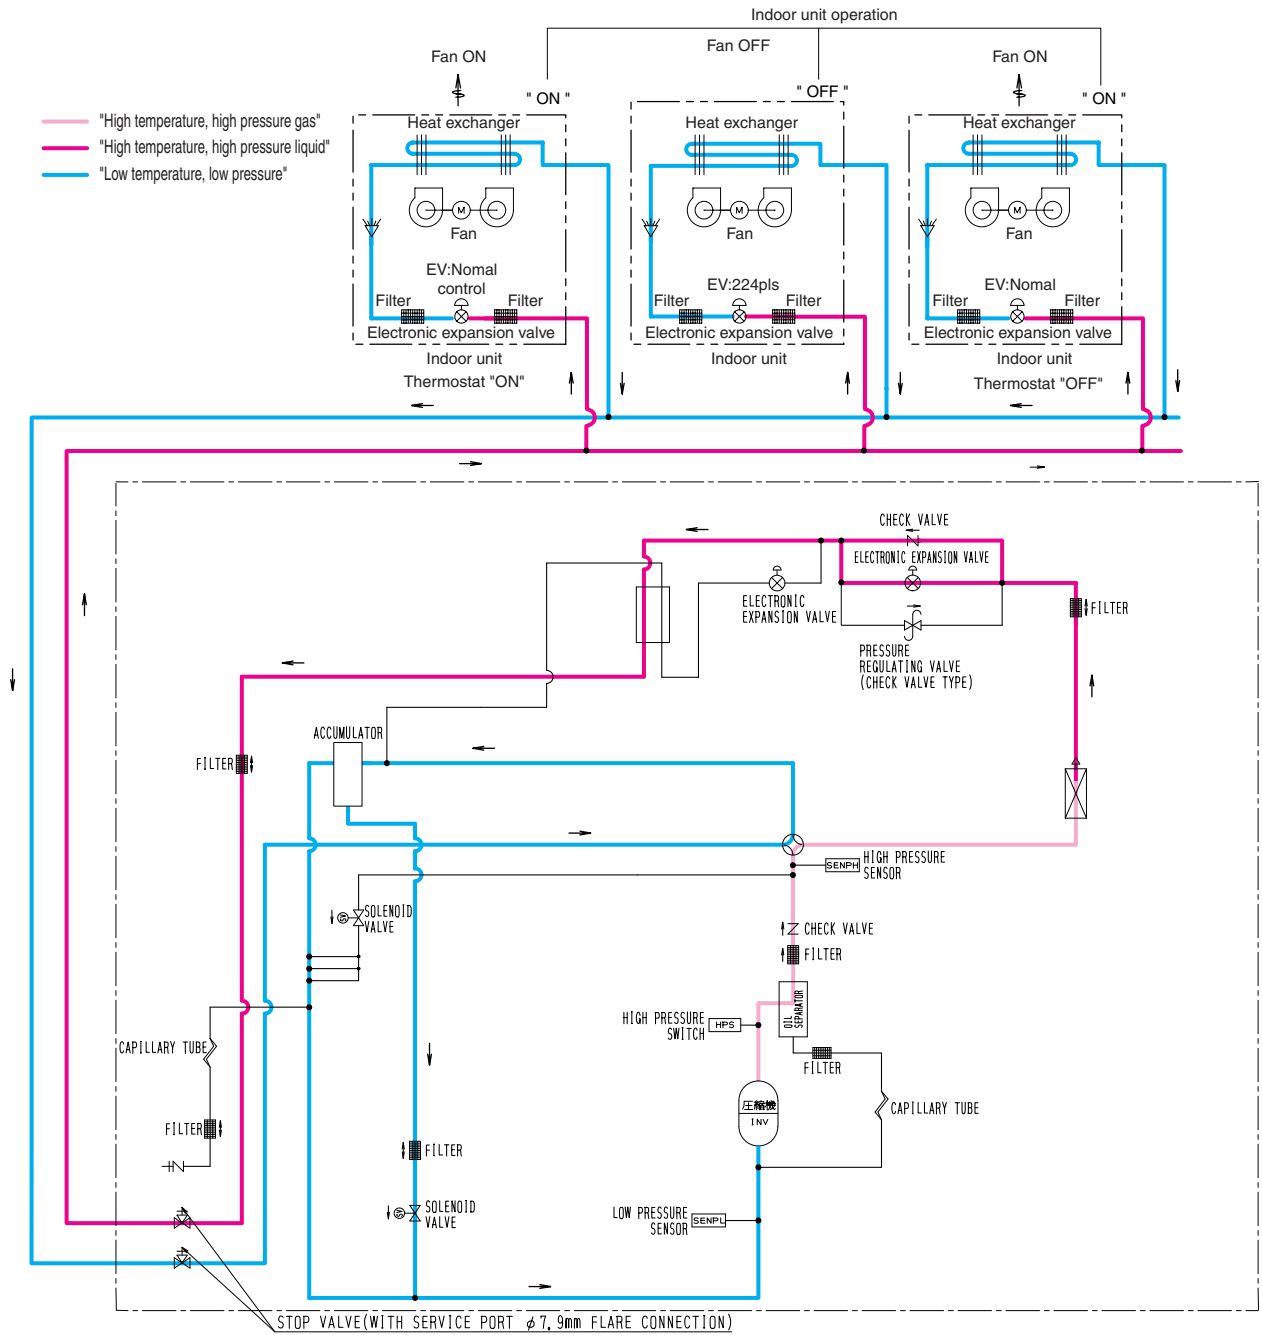 Indoor unit operation
Fan ON
Fan OFF
Fan ON
" ON "
" OFF "
" ON "
"High temperature, high pressure gas"
"High temperature, high pressure liquid"
"Low temperature, low pressure"
Heat exchanger
Heat exchanger
Heat exchanger
M
M
M
Fan
Fan
Fan
EV:Nomal
control
EV:224pls
EV:Nomal
Filter
Filter
Filter
Filter
Filter
Filter
Electronic expansion valve
Electronic expansion valve
Electronic expansion valve
Indoor unit
Indoor unit
Indoor unit
Thermostat "ON"
Thermostat "OFF"
CHECK VALVE
ELECTRONIC EXPANSION VALVE
ELECTRONIC
EXPANSION VALVE
FILTER
PRESSURE
REGULATING VALVE
(CHECK VALVE TYPE)
ACCUMULATOR
FILTER
SENPH
HIGH PRESSURE
SENSOR
SOLENOID
VALVE
CHECK VALVE
FILTER
OIL
SEPARATOR
HIGH PRESSURE
SWITCH
HPS
CAPILLARY TUBE
FILTER
圧縮機
INV
CAPILLARY TUBE
FILTER
FILTER
SOLENOID
VALVE
LOW PRESSURE
SENSOR
SENPL
STOP VALVE(WITH SERVICE PORT φ7.9mm FLARE CONNECTION)